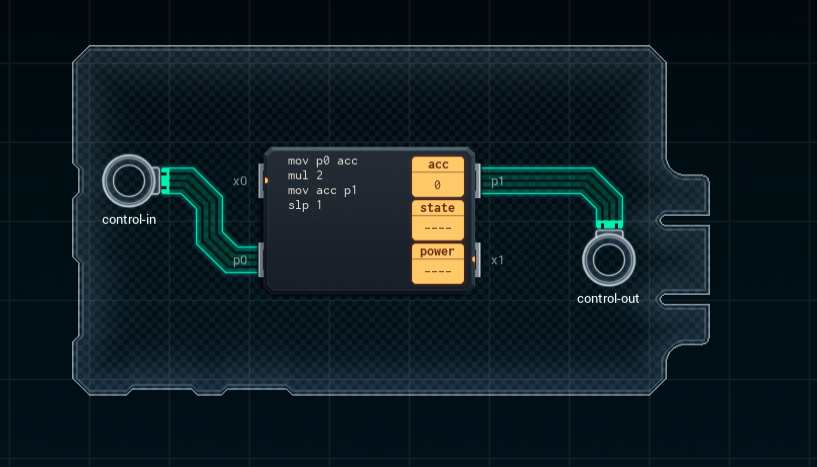 mov p0 acc
mul 2
mov acc p1
slp 1
acc
0
state
----
power
----
x0
p0
p1
x1
control-in
control-out